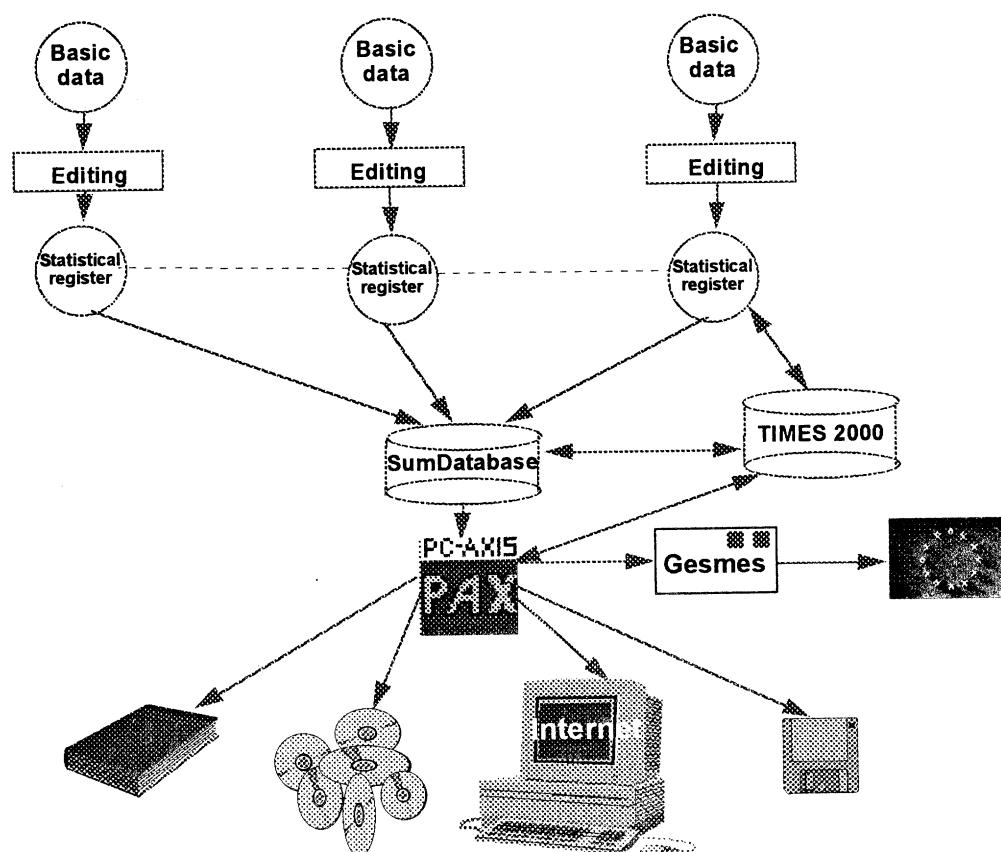 Basic
data
Basic
data
Basic
data
Editing
Editing
Editing
Statistical
register
Statistical
register
Statistical
register
TIMES 2000
SumDatabase
PC-AXIS
PAX
Gesmes
internet